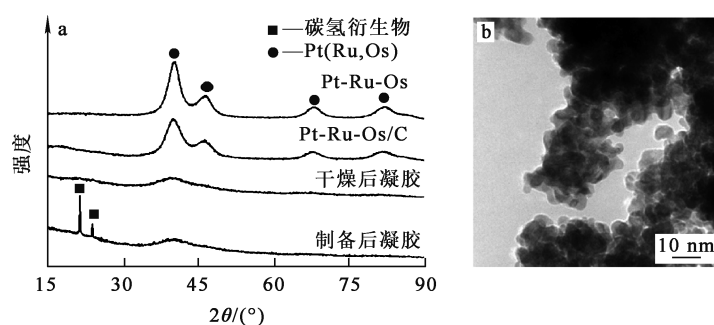 a
■—碳氢衍生物
●—Pt(Ru,Os)
Pt-Ru-Os
Pt-Ru-Os/C
干燥后凝胶
制备后凝胶
强度
15 30 45 60 75 90
2θ/(°)
b
10 nm